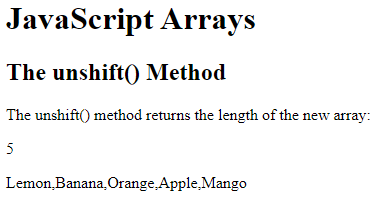 JavaScript Arrays
The unshift() Method
The unshift() method returns the length of the new array:
5
Lemon,Banana,Orange,Apple,Mango